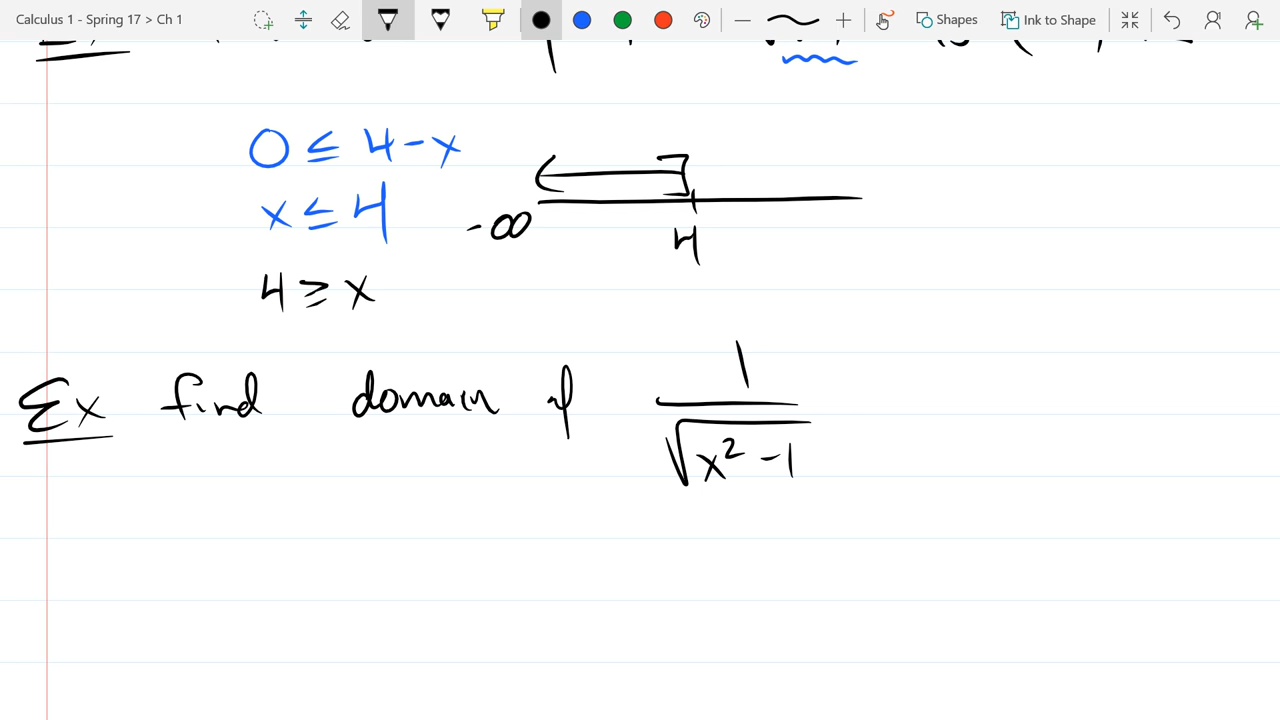 Calculus 1 - Spring 17 > Ch 1
Shapes
Ink to Shape
0 ≤ 4 - x
x ≤ 4
-∞
4
4 ≥ x
Ex find domain of 1/√(x² - 1)